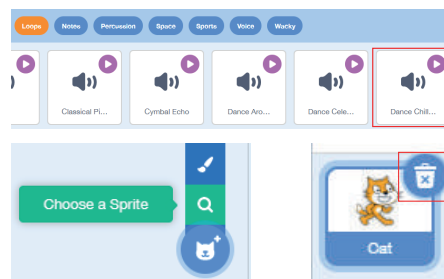 Loops Notes Percussion Space Sports Voice Wacky
Classical Pi... Cymbal Echo Dance Aro... Dance Cele... Dance Chill...
Choose a Sprite
Cat